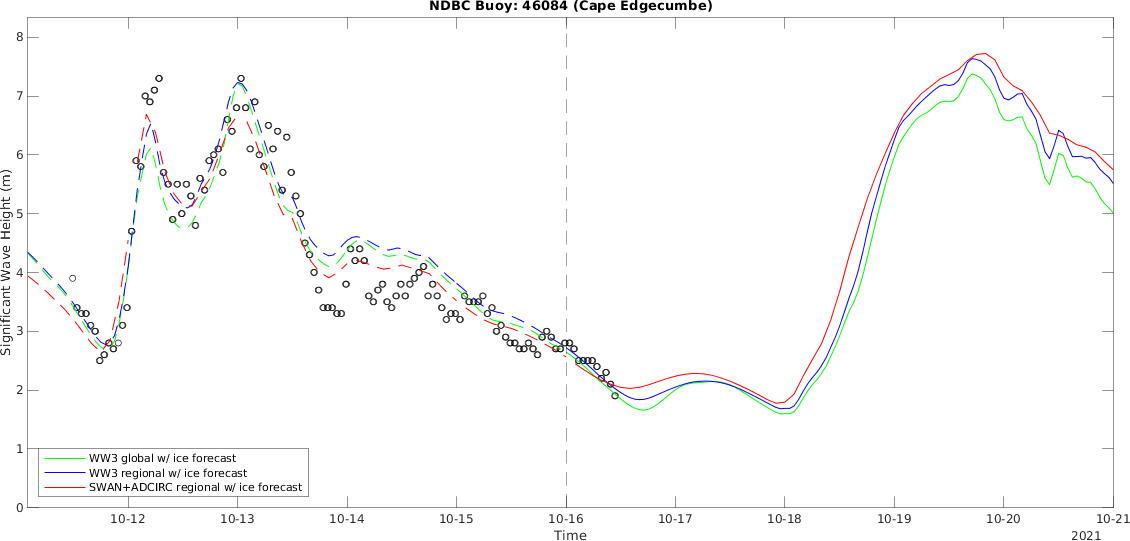 NDBC Buoy: 46084 (Cape Edgecumbe)
Significant Wave Height (m)
8
7
6
5
4
3
2
1
0
WW3 global w/ ice forecast
WW3 regional w/ ice forecast
SWAN+ADCIRC regional w/ ice forecast
10-12 10-13 10-14 10-15 10-16 10-17 10-18 10-19 10-20 10-21
Time
2021